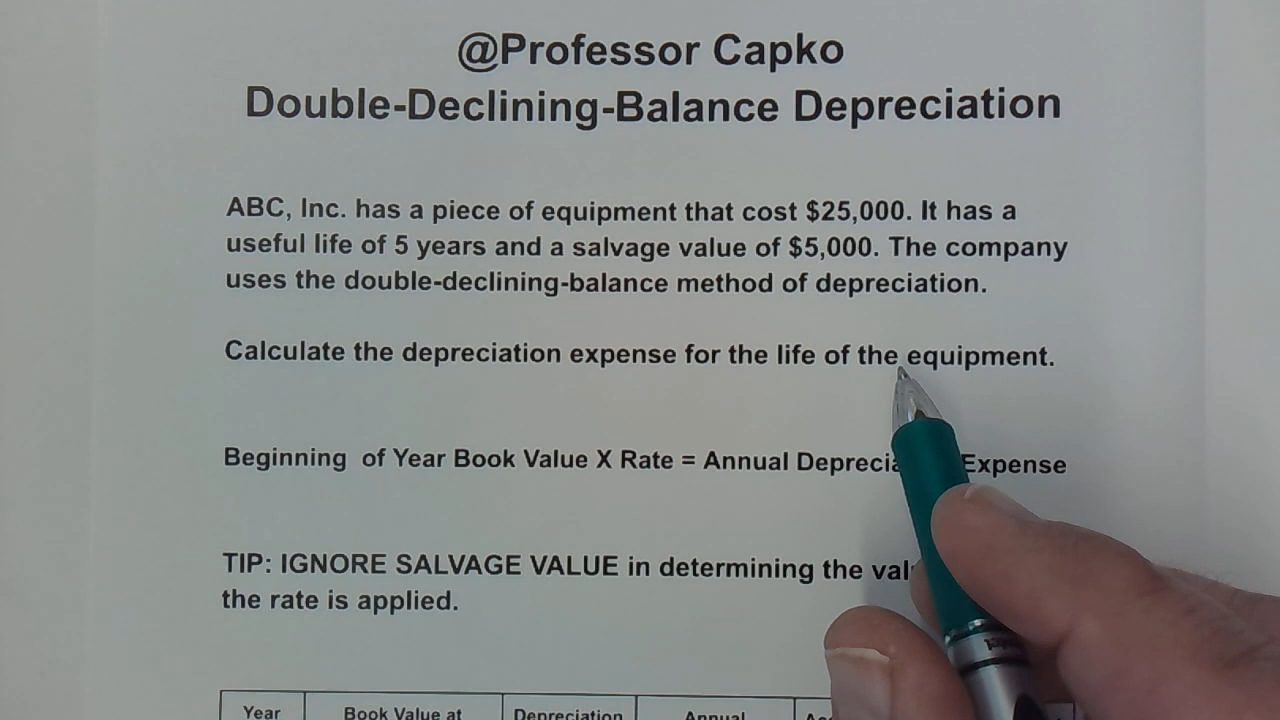 @Professor Capko
Double-Declining-Balance Depreciation
ABC, Inc. has a piece of equipment that cost $25,000. It has a
useful life of 5 years and a salvage value of $5,000. The company
uses the double-declining-balance method of depreciation.
Calculate the depreciation expense for the life of the equipment.
Beginning of Year Book Value X Rate = Annual Expense
TIP: IGNORE SALVAGE VALUE in determining the
the rate is applied.
Year Book Value at Depreciation Annual